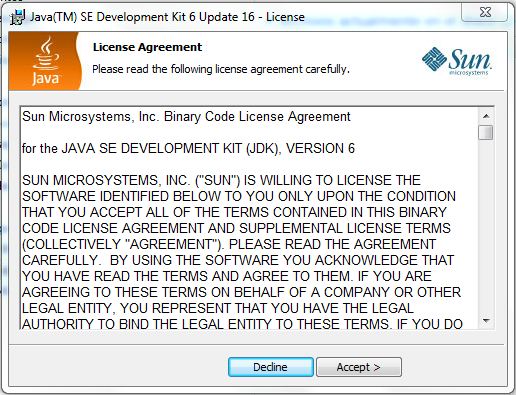 Java(TM) SE Development Kit 6 Update 16 - License
License Agreement
Please read the following license agreement carefully.
Java
Sun
microsystems
Sun Microsystems, Inc. Binary Code License Agreement
for the JAVA SE DEVELOPMENT KIT (JDK), VERSION 6
SUN MICROSYSTEMS, INC. ("SUN") IS WILLING TO LICENSE THE
SOFTWARE IDENTIFIED BELOW TO YOU ONLY UPON THE CONDITION
THAT YOU ACCEPT ALL OF THE TERMS CONTAINED IN THIS BINARY
CODE LICENSE AGREEMENT AND SUPPLEMENTAL LICENSE TERMS
(COLLECTIVELY "AGREEMENT"). PLEASE READ THE AGREEMENT
CAREFULLY.  BY USING THE SOFTWARE YOU ACKNOWLEDGE THAT
YOU HAVE READ THE TERMS AND AGREE TO THEM. IF YOU ARE
AGREEING TO THESE TERMS ON BEHALF OF A COMPANY OR OTHER
LEGAL ENTITY, YOU REPRESENT THAT YOU HAVE THE LEGAL
AUTHORITY TO BIND THE LEGAL ENTITY TO THESE TERMS. IF YOU DO
Decline
Accept >